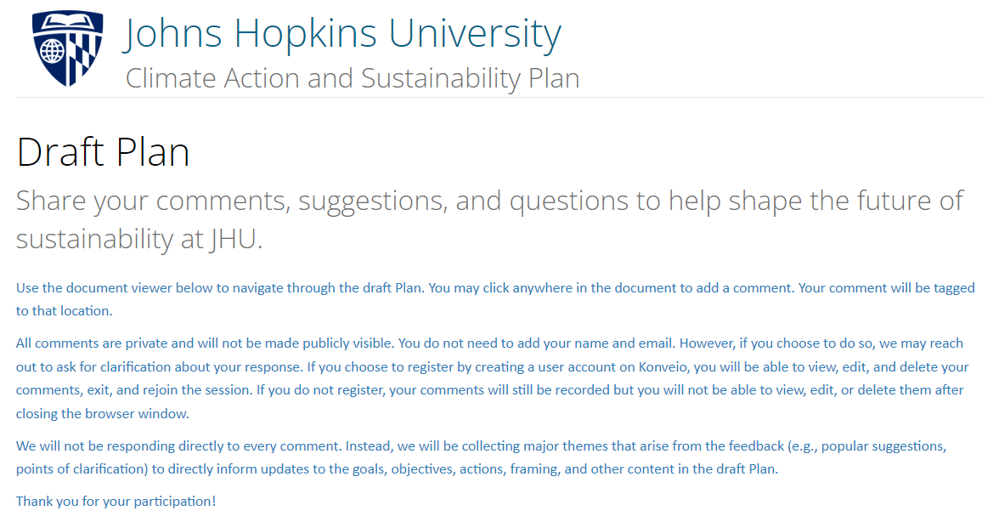 Johns Hopkins University
Climate Action and Sustainability Plan
Draft Plan
Share your comments, suggestions, and questions to help shape the future of
sustainability at JHU.
Use the document viewer below to navigate through the draft Plan. You may click anywhere in the document to add a comment. Your comment will be tagged
to that location.
All comments are private and will not be made publicly visible. You do not need to add your name and email. However, if you choose to do so, we may reach
out to ask for clarification about your response. If you choose to register by creating a user account on Konveio, you will be able to view, edit, and delete your
comments, exit, and rejoin the session. If you do not register, your comments will still be recorded but you will not be able to view, edit, or delete them after
closing the browser window.
We will not be responding directly to every comment. Instead, we will be collecting major themes that arise from the feedback (e.g., popular suggestions,
points of clarification) to directly inform updates to the goals, objectives, actions, framing, and other content in the draft Plan.
Thank you for your participation!